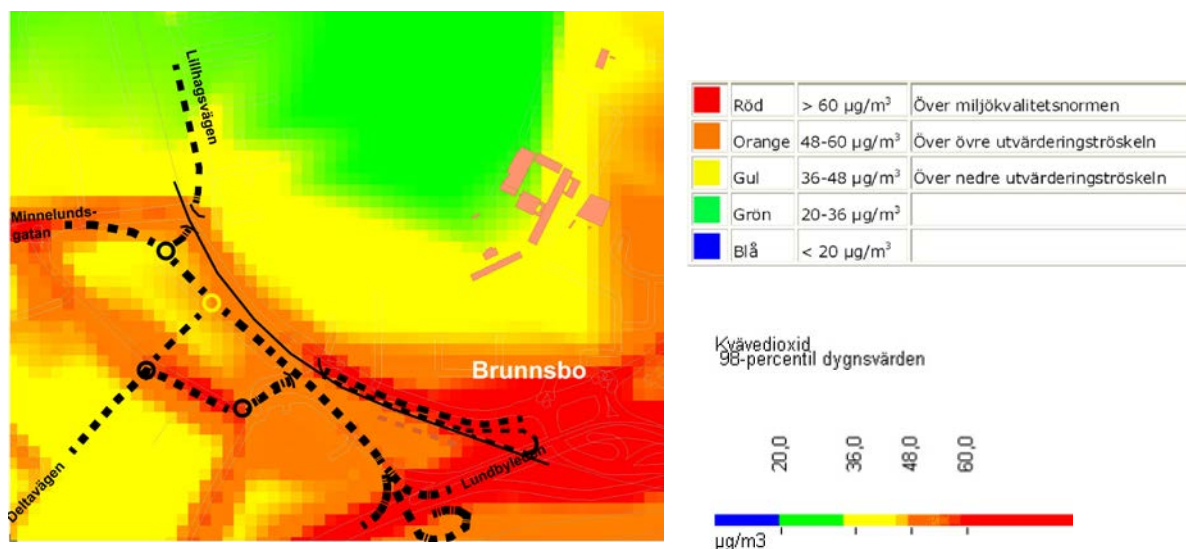 Lillhagsvägen
Minnelunds-
gatan
Brunnsbo
Lundbyleden
Deltavägen
Röd > 60 µg/m³ Över miljökvalitetsnormen
Orange 48-60 µg/m³ Över övre utvärderingströskeln
Gul 36-48 µg/m³ Över nedre utvärderingströskeln
Grön 20-36 µg/m³
Blå < 20 µg/m³
Kvävedioxid
98-percentil dygnsvärden
20,0 36,0 48,0 60,0
µg/m3